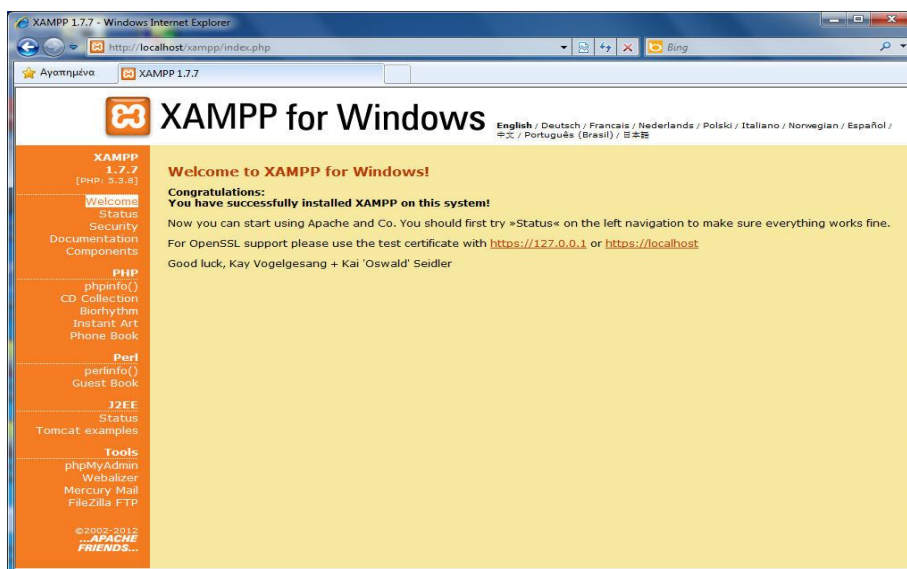 XAMPP 1.7.7 - Windows Internet Explorer
http://localhost/xampp/index.php
Bing
Αγαπημένα
XAMPP 1.7.7
XAMPP for Windows
English / Deutsch / Francais / Nederlands / Polski / Italiano / Norwegian / Español /
中文 / Português (Brasil) / 日本語
XAMPP
1.7.7
[PHP: 5.3.8]
Welcome
Status
Security
Documentation
Components
PHP
phpinfo()
CD Collection
Biorhythm
Instant Art
Phone Book
Perl
perlinfo()
Guest Book
J2EE
Status
Tomcat examples
Tools
phpMyAdmin
Webalizer
Mercury Mail
FileZilla FTP
©2002-2012
...APACHE
FRIENDS...
Welcome to XAMPP for Windows!
Congratulations:
You have successfully installed XAMPP on this system!
Now you can start using Apache and Co. You should first try »Status« on the left navigation to make sure everything works fine.
For OpenSSL support please use the test certificate with https://127.0.0.1 or https://localhost
Good luck, Kay Vogelgesang + Kai 'Oswald' Seidler